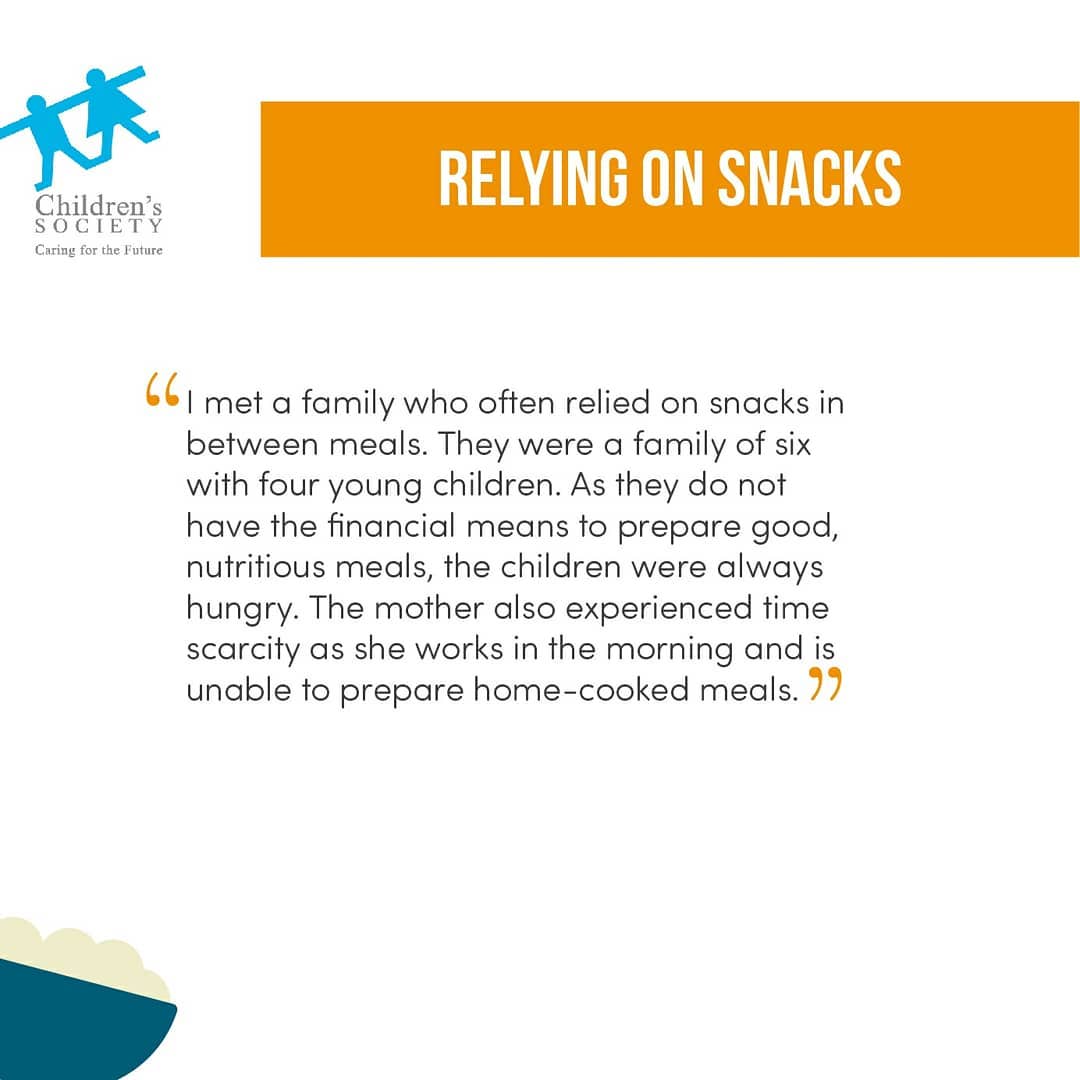 Children's
SOCIETY
Caring for the Future
RELYING ON SNACKS
“I met a family who often relied on snacks in
between meals. They were a family of six
with four young children. As they do not
have the financial means to prepare good,
nutritious meals, the children were always
hungry. The mother also experienced time
scarcity as she works in the morning and is
unable to prepare home-cooked meals.”